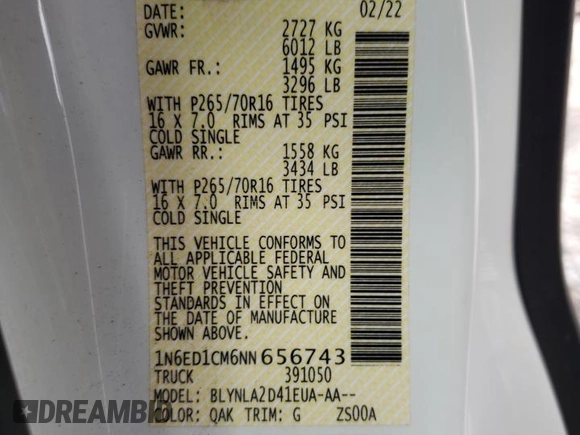 DATE: 02/22
GVWR: 2727 KG
6012 LB
GAWR FR.: 1495 KG
3296 LB
WITH P265/70R16 TIRES
16 X 7.0 RIMS AT 35 PSI
COLD SINGLE
GAWR RR.: 1558 KG
3434 LB
WITH P265/70R16 TIRES
16 X 7.0 RIMS AT 35 PSI
COLD SINGLE
THIS VEHICLE CONFORMS TO
ALL APPLICABLE FEDERAL
MOTOR VEHICLE SAFETY AND
THEFT PREVENTION
STANDARDS IN EFFECT ON
THE DATE OF MANUFACTURE
SHOWN ABOVE.
1N6ED1CM6NN656743
TRUCK 391050
MODEL: BLYNLA2D41EUA-AA--
COLOR: QAK TRIM: G ZS00A
DREAMBID